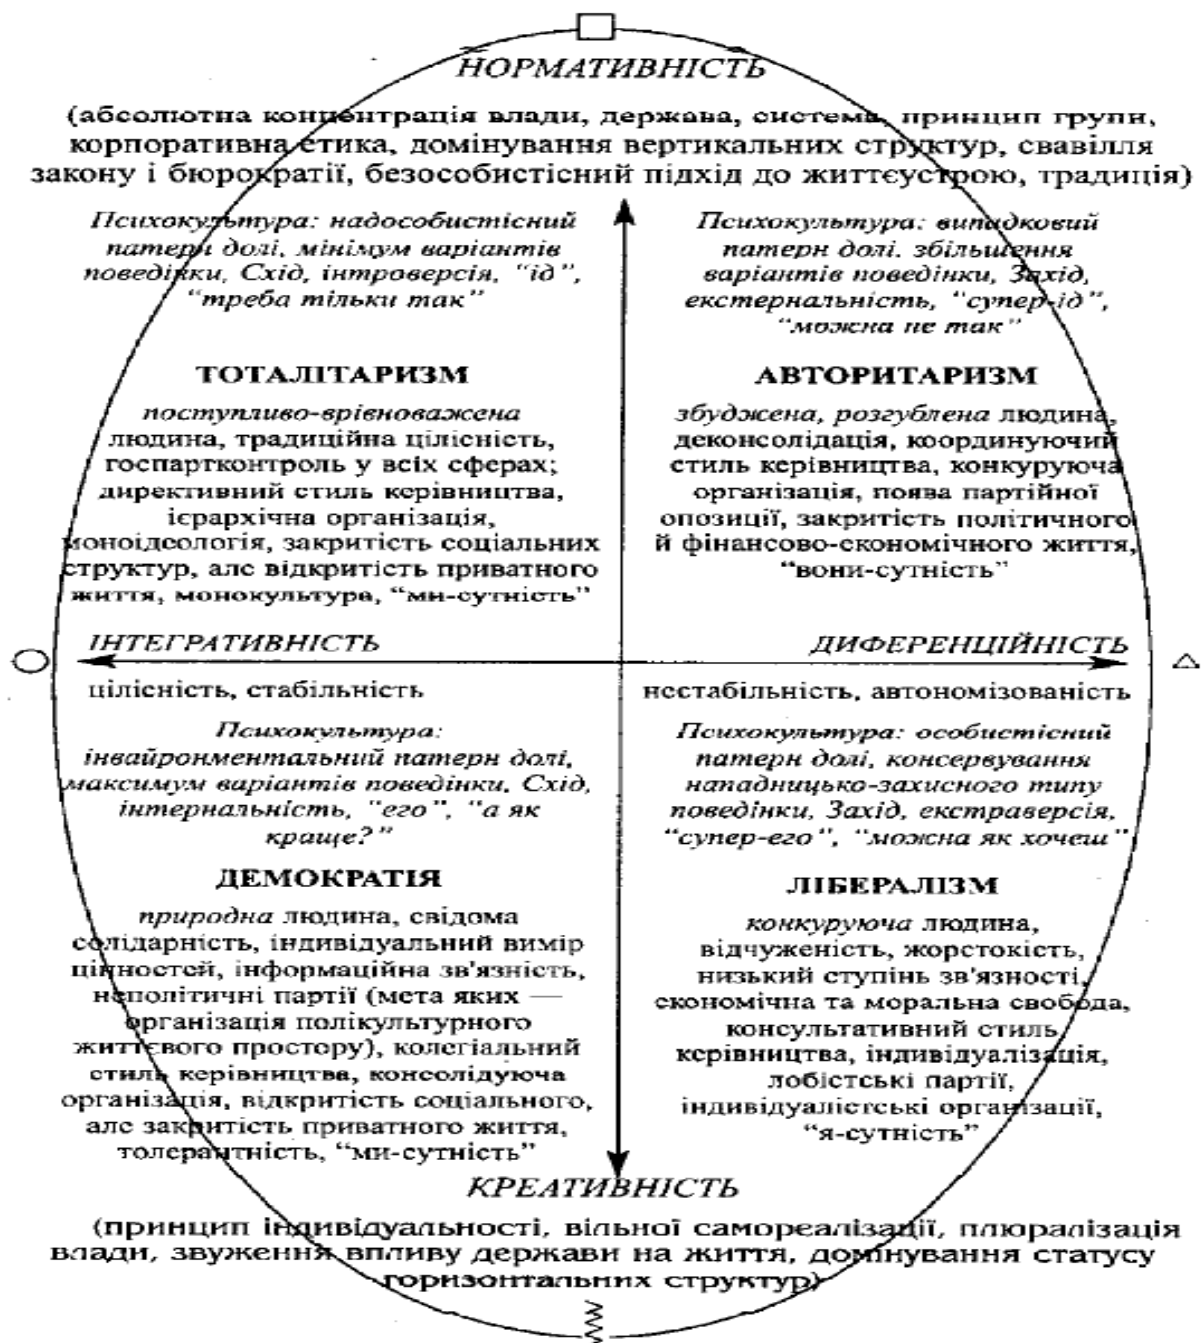 НОРМАТИВНІСТЬ
(абсолютна концентрація влади, держава, система, принцип групи,
корпоративна етика, домінування вертикальних структур, свавілля
закону і бюрократії, безособистісний підхід до життєустрою, традиція)
Психокультура: надособистісний
патерн долі, мінімум варіантів
поведінки, Схід, інтроверсія, “ід”,
“треба тільки так”
ТОТАЛІТАРИЗМ
поступливо-врівноважена
людина, традиційна цілісність,
госпартконтроль у всіх сферах;
директивний стиль керівництва,
ієрархічна організація,
моноідеологія, закритість соціальних
структур, але відкритість приватного
життя, монокультура, “ми-сутність”
Психокультура: випадковий
патерн долі. збільшення
варіантів поведінки, Захід,
екстернальність, “супер-ід”,
“можна не так”
АВТОРИТАРИЗМ
збуджена, розгублена людина,
деконсолідація, координуючий
стиль керівництва, конкуруюча
організація, поява партійної
опозиції, закритість політичного
й фінансово-економічного життя,
“вони-сутність”
ІНТЕГРАТИВНІСТЬ
цілісність, стабільність
ДИФЕРЕНЦІЙНІСТЬ
нестабільність, автономізованість
Психокультура:
інвайронментальний патерн долі,
максимум варіантів поведінки, Схід,
інтернальність, “его”, “а як
краще?”
ДЕМОКРАТІЯ
природна людина, свідома
солідарність, індивідуальний вимір
цінностей, інформаційна зв'язність,
неполітичні партії (мета яких —
організація полікультурного
життєвого простору), колегіальний
стиль керівництва, консолідуюча
організація, відкритість соціального,
але закритість приватного життя,
толерантність, “ми-сутність”
Психокультура: особистісний
патерн долі, консервування
нападницько-захисного типу
поведінки, Захід, екстраверсія,
“супер-его”, “можна як хочеш”
ЛІБЕРАЛІЗМ
конкуруюча людина,
відчуженість, жорстокість,
низький ступінь зв'язності,
економічна та моральна свобода,
консультативний стиль
керівництва, індивідуалізація,
лобістські партії,
індивідуалістські організації,
“я-сутність”
КРЕАТИВНІСТЬ
(принцип індивідуальності, вільної самореалізації, плюралізація
влади, звуження впливу держави на життя, домінування статусу
горизонтальних структур)